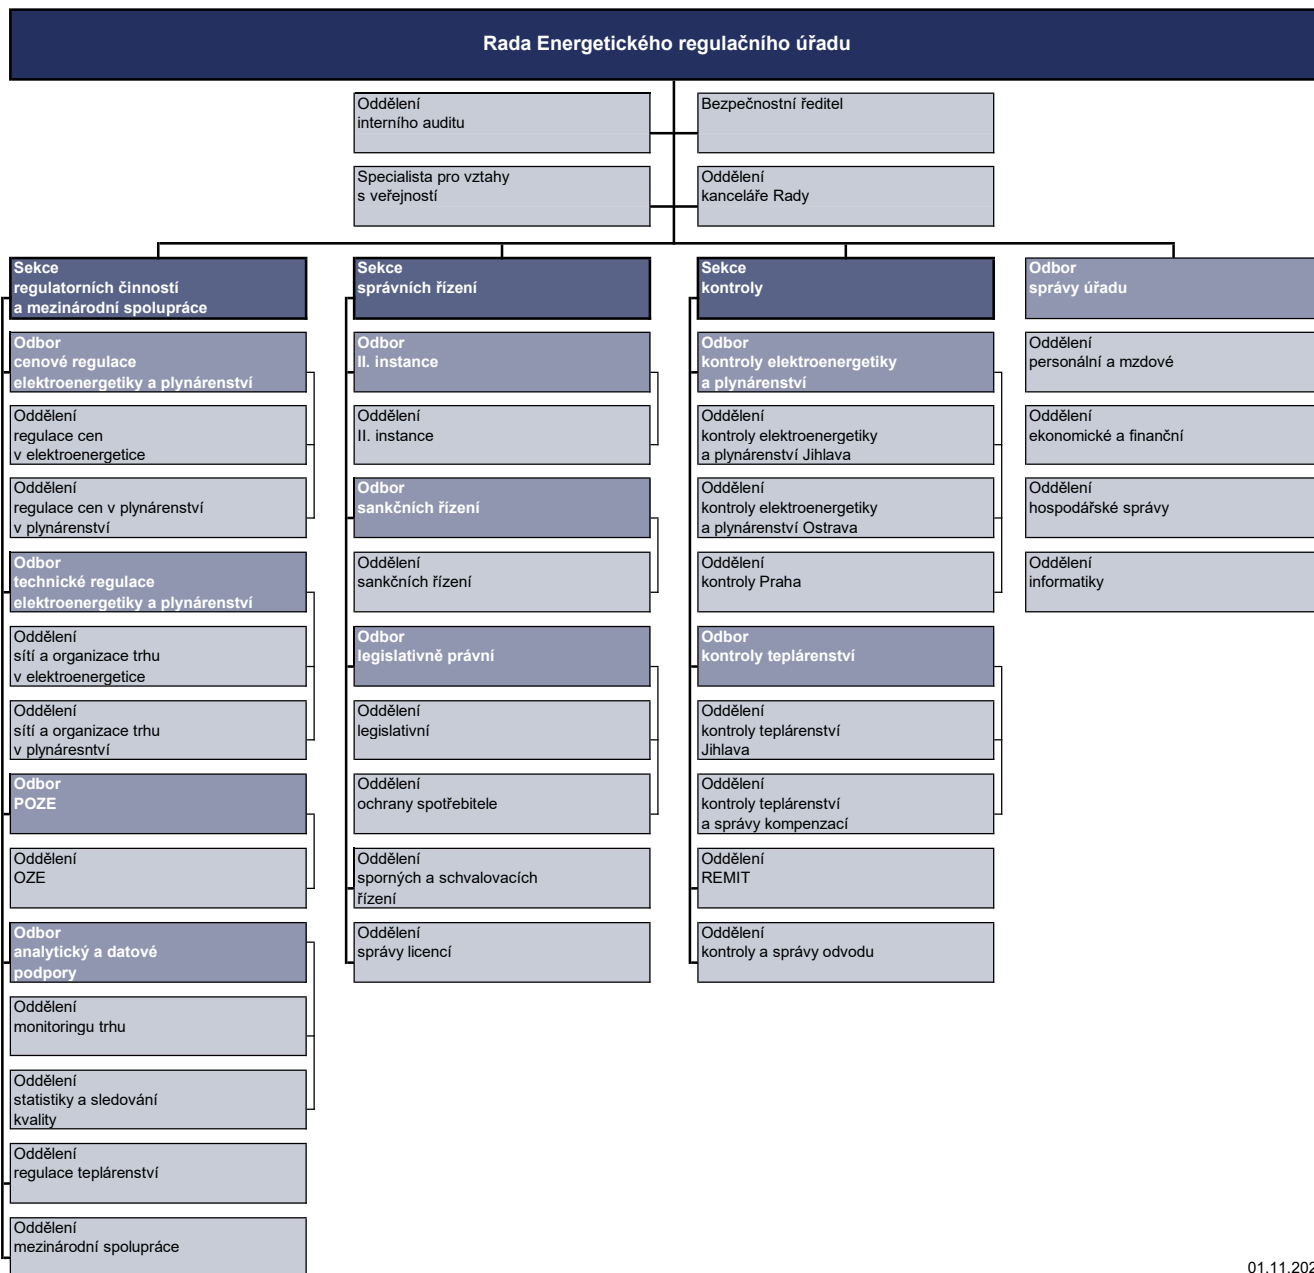 Rada Energetického regulačního úřadu
Oddělení
interního auditu
Bezpečnostní ředitel
Specialista pro vztahy
s veřejností
Oddělení
kanceláře Rady
Sekce
regulatorních činností
a mezinárodní spolupráce
Odbor
cenové regulace
elektroenergetiky a plynárenství
Oddělení
regulace cen
v elektroenergetice
Oddělení
regulace cen v plynárenství
v plynárenství
Odbor
technické regulace
elektroenergetiky a plynárenství
Oddělení
sítí a organizace trhu
v elektroenergetice
Oddělení
sítí a organizace trhu
v plynáresntví
Odbor
POZE
Oddělení
OZE
Odbor
analytický a datové
podpory
Oddělení
monitoringu trhu
Oddělení
statistiky a sledování
kvality
Oddělení
regulace teplárenství
Oddělení
mezinárodní spolupráce
Sekce
správních řízení
Odbor
II. instance
Oddělení
II. instance
Odbor
sankčních řízení
Oddělení
sankčních řízení
Odbor
legislativně právní
Oddělení
legislativní
Oddělení
ochrany spotřebitele
Oddělení
sporných a schvalovacích
řízení
Oddělení
správy licencí
Sekce
kontroly
Odbor
kontroly elektroenergetiky
a plynárenství
Oddělení
kontroly elektroenergetiky
a plynárenství Jihlava
Oddělení
kontroly elektroenergetiky
a plynárenství Ostrava
Oddělení
kontroly Praha
Odbor
kontroly teplárenství
Oddělení
kontroly teplárenství
Jihlava
Oddělení
kontroly teplárenství
a správy kompenzací
Oddělení
REMIT
Oddělení
kontroly a správy odvodu
Odbor
správy úřadu
Oddělení
personální a mzdové
Oddělení
ekonomické a finanční
Oddělení
hospodářské správy
Oddělení
informatiky
01.11.202